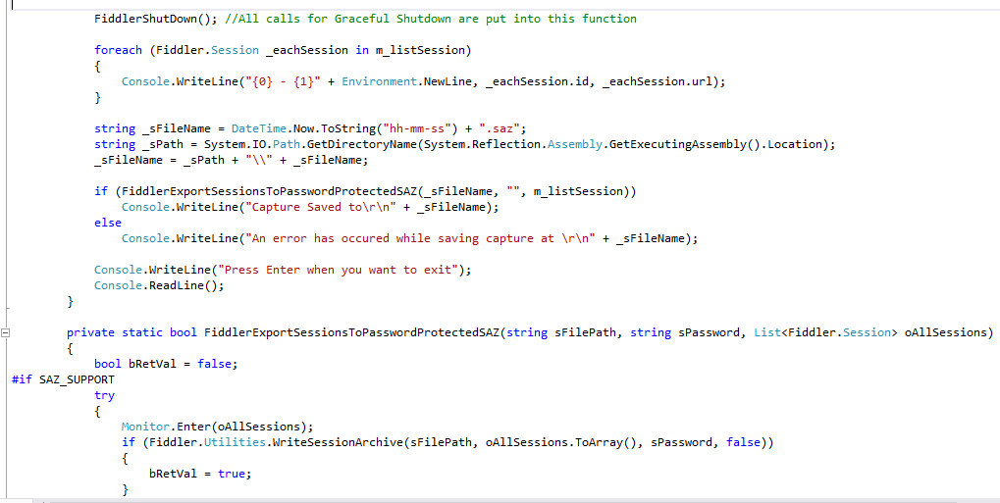 FiddlerShutDown(); //All calls for Graceful Shutdown are put into this function
foreach (Fiddler.Session _eachSession in m_listSession)
{
Console.WriteLine("{0} - {1}" + Environment.NewLine, _eachSession.id, _eachSession.url);
}
string _sFileName = DateTime.Now.ToString("hh-mm-ss") + ".saz";
string _sPath = System.IO.Path.GetDirectoryName(System.Reflection.Assembly.GetExecutingAssembly().Location);
_sFileName = _sPath + "\\" + _sFileName;
if (FiddlerExportSessionsToPasswordProtectedSAZ(_sFileName, "", m_listSession))
Console.WriteLine("Capture Saved to\r\n" + _sFileName);
else
Console.WriteLine("An error has occured while saving capture at \r\n" + _sFileName);
Console.WriteLine("Press Enter when you want to exit");
Console.ReadLine();
}
private static bool FiddlerExportSessionsToPasswordProtectedSAZ(string sFilePath, string sPassword, List<Fiddler.Session> oAllSessions)
{
bool bRetVal = false;
#if SAZ_SUPPORT
try
{
Monitor.Enter(oAllSessions);
if (Fiddler.Utilities.WriteSessionArchive(sFilePath, oAllSessions.ToArray(), sPassword, false))
{
bRetVal = true;
}